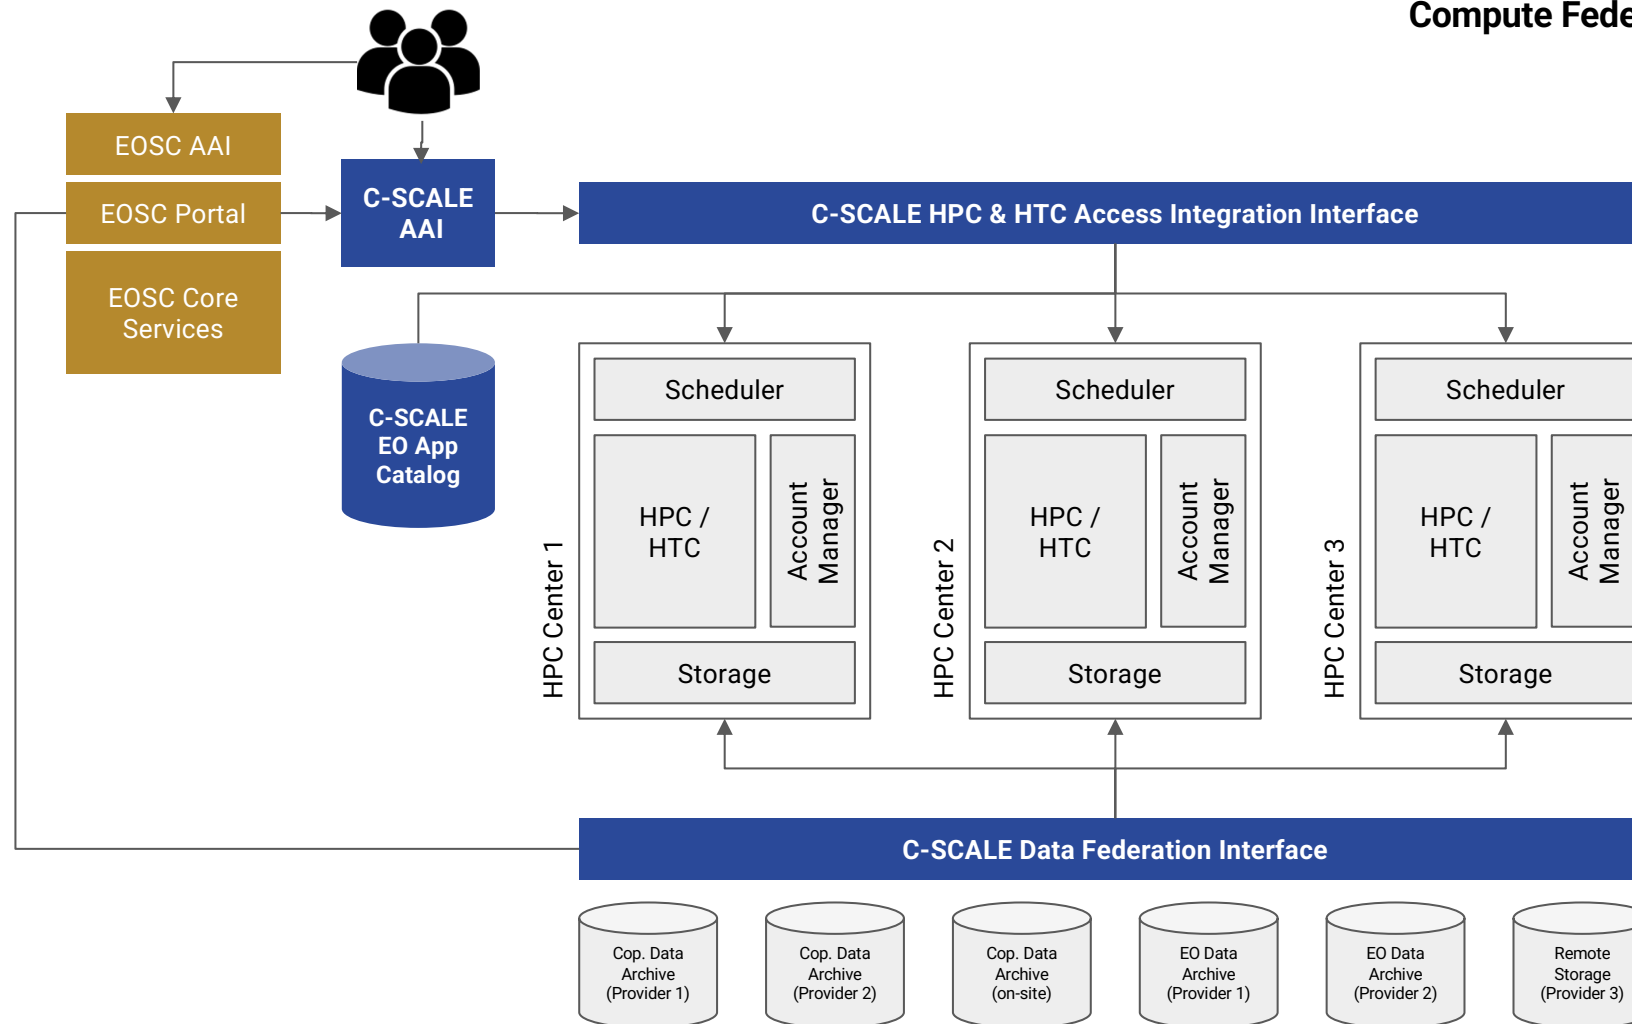 Compute Fede
EOSC AAI
EOSC Portal
EOSC Core
Services
C-SCALE
AAI
C-SCALE HPC & HTC Access Integration Interface
C-SCALE
EO App
Catalog
HPC Center 1
Scheduler
HPC /
HTC
Account
Manager
Storage
HPC Center 2
Scheduler
HPC /
HTC
Account
Manager
Storage
HPC Center 3
Scheduler
HPC /
HTC
Account
Manager
Storage
C-SCALE Data Federation Interface
Cop. Data
Archive
(Provider 1)
Cop. Data
Archive
(Provider 2)
Cop. Data
Archive
(on-site)
EO Data
Archive
(Provider 1)
EO Data
Archive
(Provider 2)
Remote
Storage
(Provider 3)